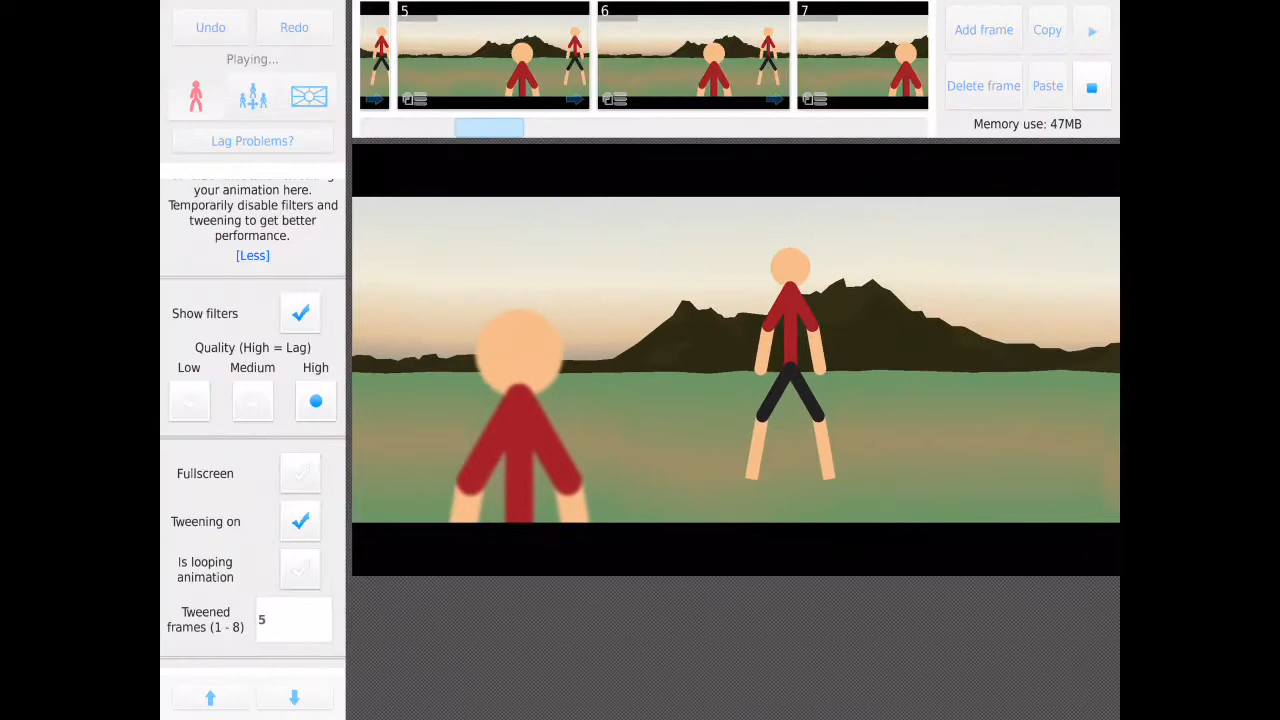 Undo
Redo
Playing...
Lag Problems?
your animation here.
Temporarily disable filters and
tweening to get better
performance.
[Less]
Show filters
Quality (High = Lag)
Low
Medium
High
Fullscreen
Tweening on
Is looping
animation
Tweened
frames (1 - 8)
5
5
6
7
Add frame
Copy
Delete frame
Paste
Memory use: 47MB